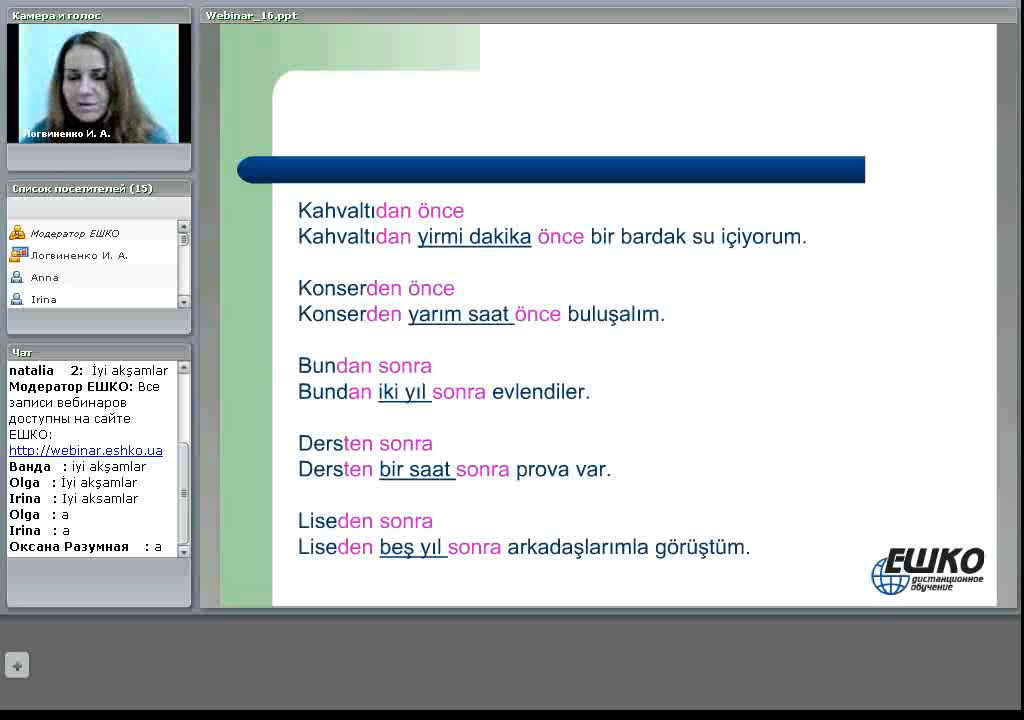 Камера и голос
Логвиненко И. А.
Список посетителей (15)
Модератор ЕШКО
Логвиненко И. А.
Anna
Irina
Чат
natalia 2: İyi akşamlar
Модератор ЕШКО: Все
записи вебинаров
доступны на сайте
ЕШКО:
http://webinar.eshko.ua
Ванда : iyi akşamlar
Olga : İyi akşamlar
Irina : Iyi aksamlar
Olga : a
Irina : a
Оксана Разумная : a
Webinar_16.ppt
Kahvaltıdan önce
Kahvaltıdan yirmi dakika önce bir bardak su içiyorum.
Konserden önce
Konserden yarım saat önce buluşalım.
Bundan sonra
Bundan iki yıl sonra evlendiler.
Dersten sonra
Dersten bir saat sonra prova var.
Liseden sonra
Liseden beş yıl sonra arkadaşlarımla görüştüm.
ЕШКО
дистанционное
обучение